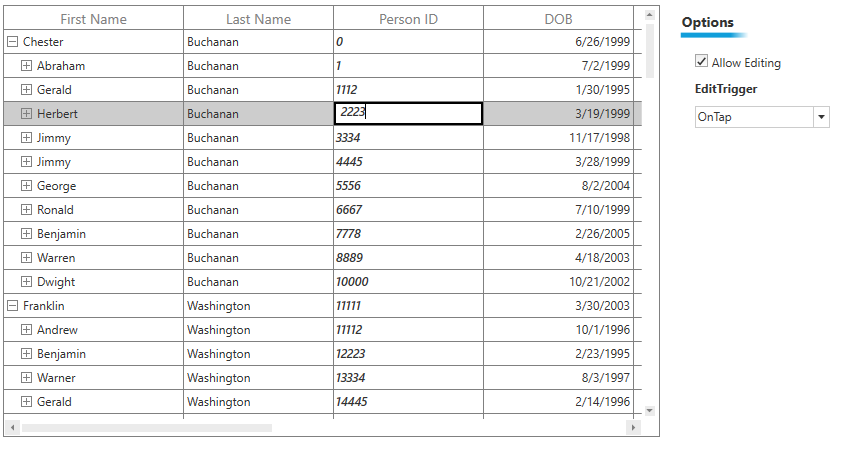 First Name Last Name Person ID DOB
Chester Buchanan 0 6/26/1999
Abraham Buchanan 1 7/2/1999
Gerald Buchanan 1112 1/30/1995
Herbert Buchanan 2223 3/19/1999
Jimmy Buchanan 3334 11/17/1998
Jimmy Buchanan 4445 3/28/1999
George Buchanan 5556 8/2/2004
Ronald Buchanan 6667 7/10/1999
Benjamin Buchanan 7778 2/26/2005
Warren Buchanan 8889 4/18/2003
Dwight Buchanan 10000 10/21/2002
Franklin Washington 11111 3/30/2003
Andrew Washington 11112 10/1/1996
Benjamin Washington 12223 2/23/1995
Warner Washington 13334 8/3/1997
Gerald Washington 14445 2/14/1996
Options
Allow Editing
EditTrigger
OnTap